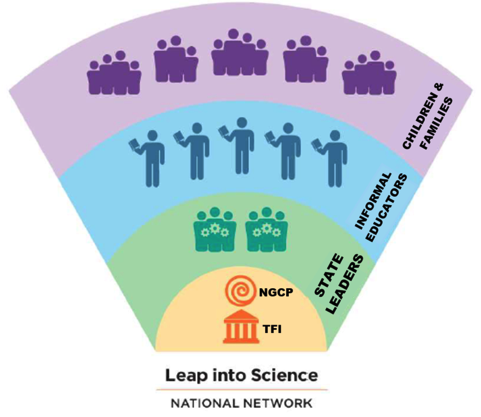 CHILDREN &
FAMILIES
INFORMAL
EDUCATORS
STATE
LEADERS
NGCP
TFI
Leap into Science
NATIONAL NETWORK